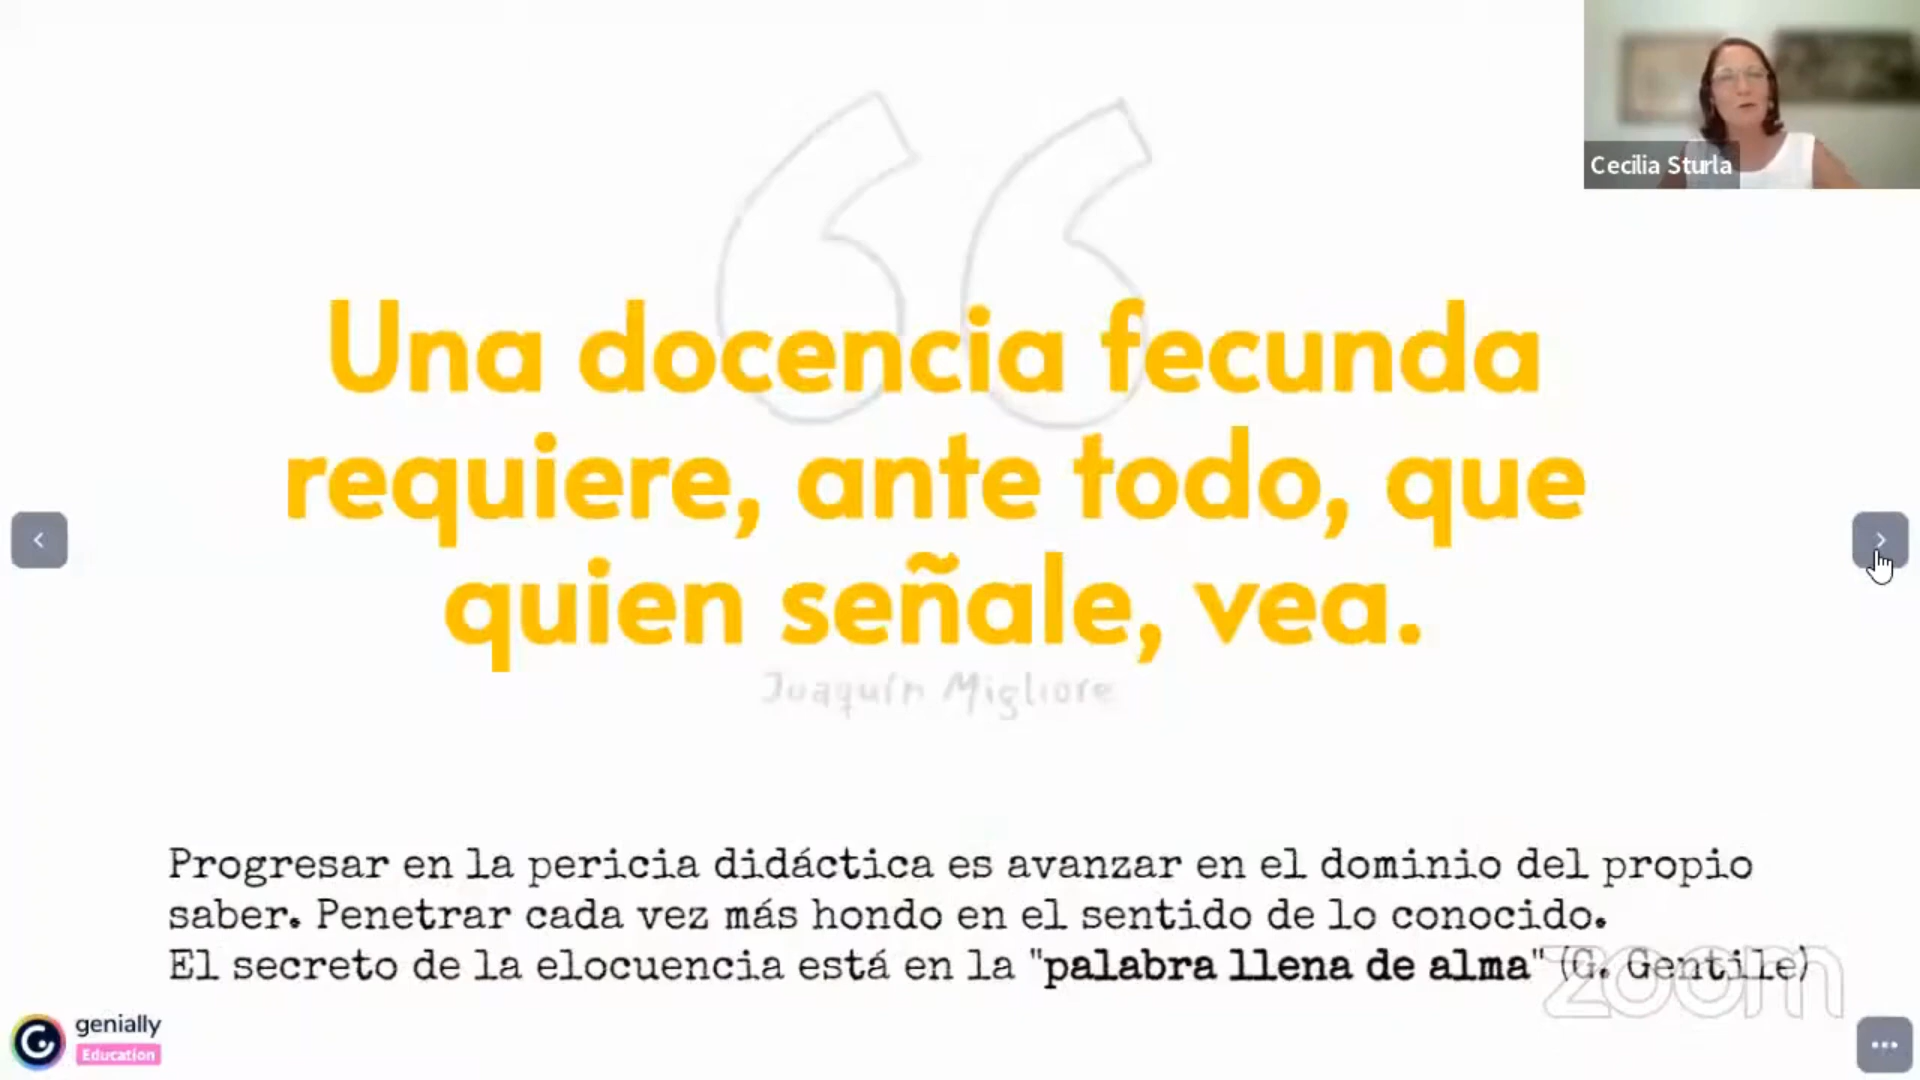 Cecilia Sturla
Una docencia fecunda
requiere, ante todo, que
quien señale, vea.
Joaquín Migliore
Progresar en la pericia didáctica es avanzar en el dominio del propio
saber. Penetrar cada vez más hondo en el sentido de lo conocido.
El secreto de la elocuencia está en la "palabra llena de alma" (G. Gentile)
zoom
genially
Education